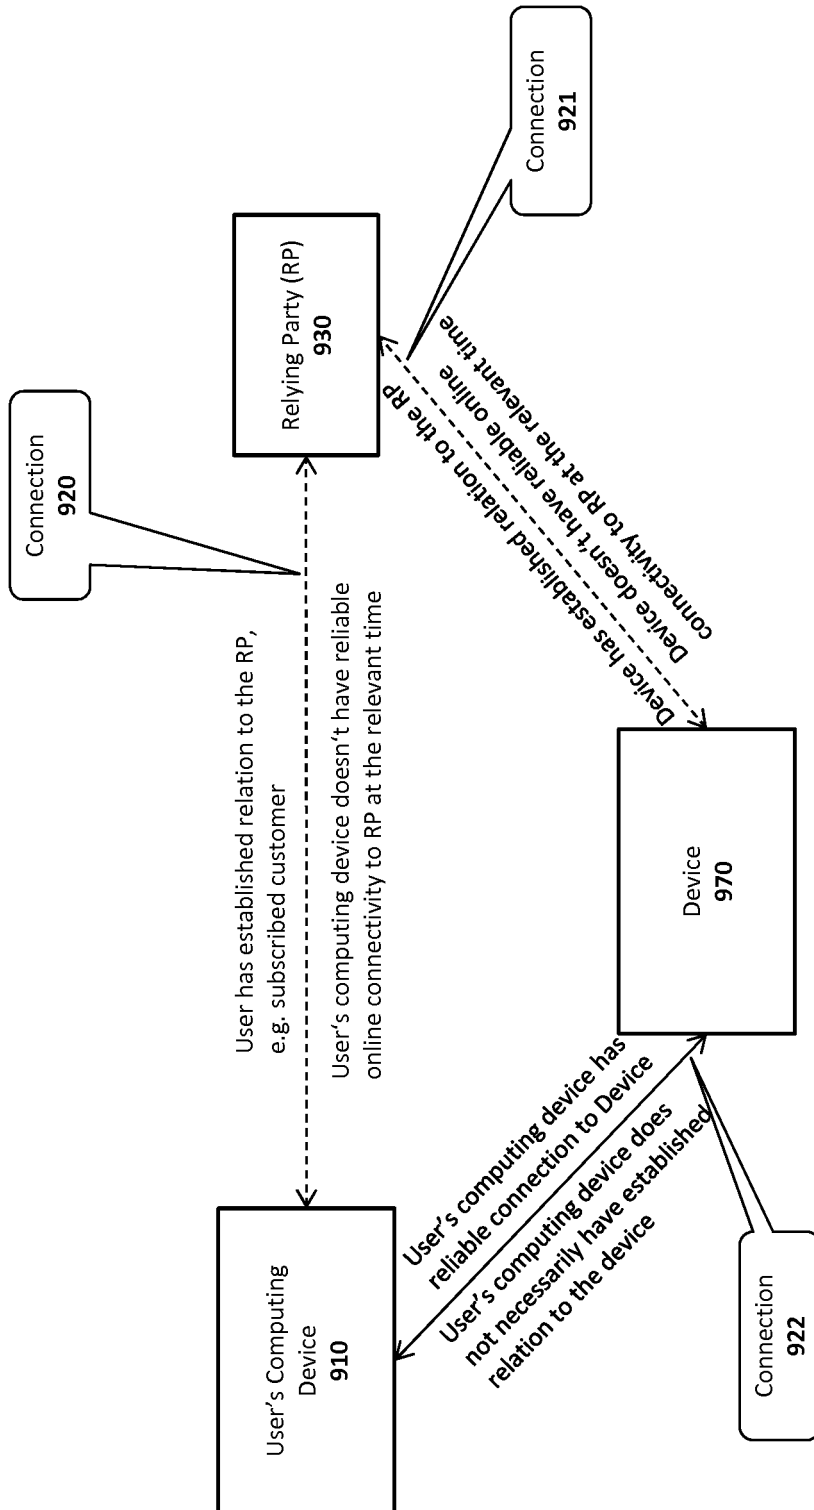 Connection
920
User has established relation to the RP,
e.g. subscribed customer
User's Computing
Device
910
Relying Party (RP)
930
User's computing device doesn't have reliable
online connectivity to RP at the relevant time
User's computing device has
reliable connection to Device
User's computing device does
not necessarily have established
relation to the device
Device has established relation to the RP
Device doesn't have reliable online
connectivity to RP at the relevant time
Device
970
Connection
922
Connection
921